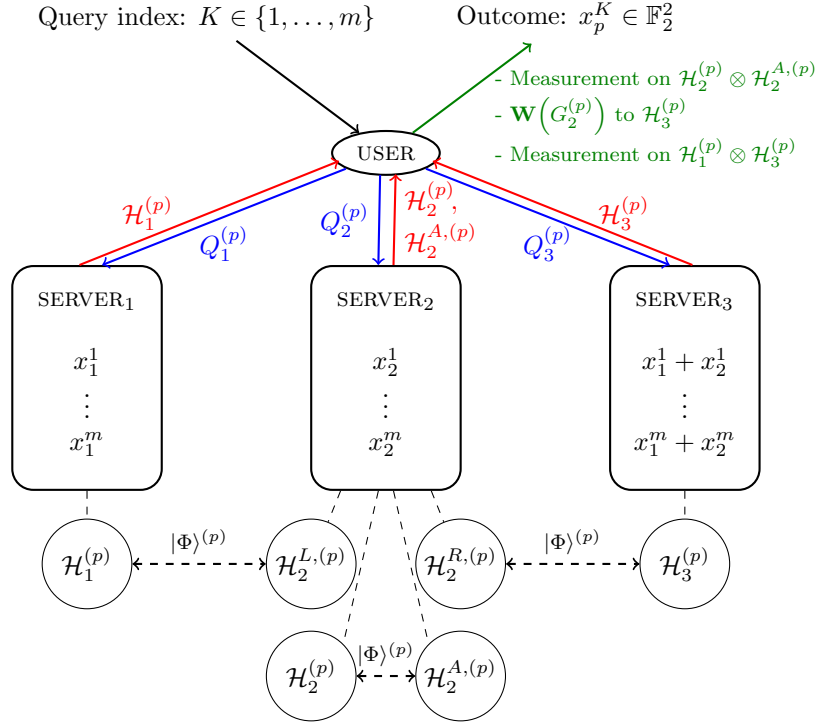 Query index: K ∈ {1, . . . , m}
Outcome: x_p^K ∈ 𝔽_2^2
- Measurement on ℋ_2^{(p)} ⊗ ℋ_2^{A,(p)}
- W(G_2^{(p)}) to ℋ_3^{(p)}
- Measurement on ℋ_1^{(p)} ⊗ ℋ_3^{(p)}
USER
ℋ_1^{(p)}
Q_1^{(p)}
Q_2^{(p)}
ℋ_2^{(p)},
ℋ_2^{A,(p)}
Q_3^{(p)}
ℋ_3^{(p)}
SERVER_1
x_1^1
⋮
x_1^m
SERVER_2
x_2^1
⋮
x_2^m
SERVER_3
x_1^1 + x_2^1
⋮
x_1^m + x_2^m
ℋ_1^{(p)}
|Φ⟩^{(p)}
ℋ_2^{L,(p)}
ℋ_2^{R,(p)}
|Φ⟩^{(p)}
ℋ_3^{(p)}
ℋ_2^{(p)}
|Φ⟩^{(p)}
ℋ_2^{A,(p)}